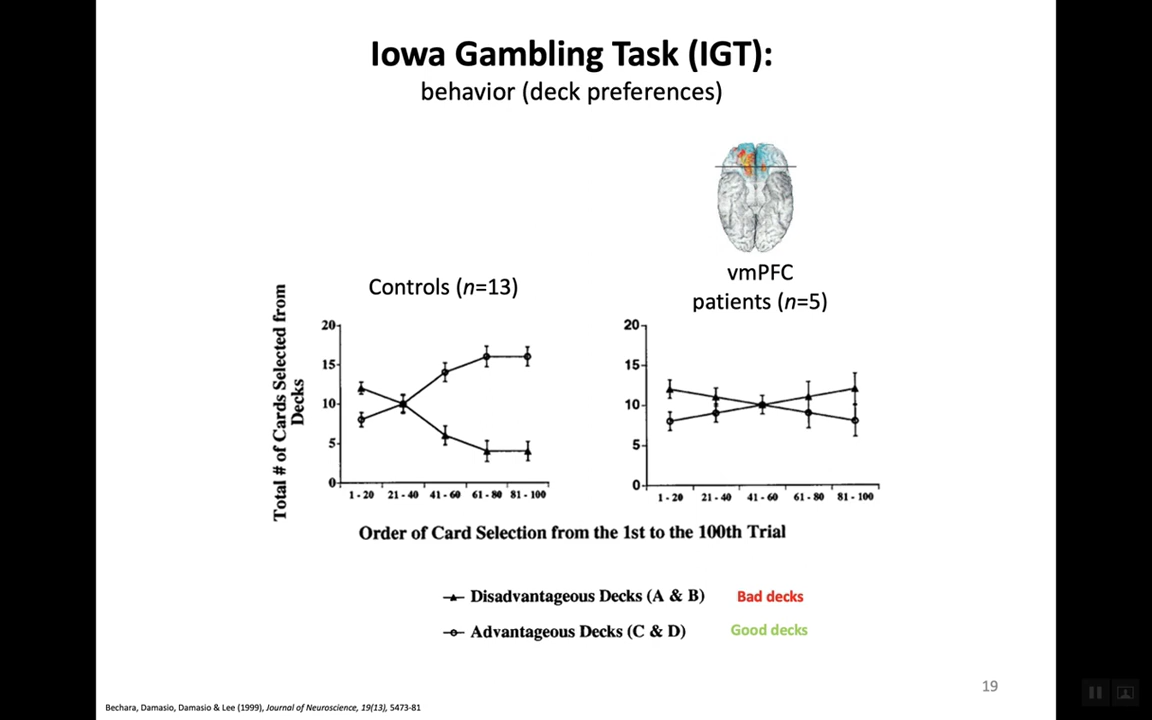 Iowa Gambling Task (IGT):
behavior (deck preferences)
Controls (n=13)
vmPFC
patients (n=5)
Total # of Cards Selected from
Decks
20
15
10
5
0
1 - 20 21 - 40 41 - 60 61 - 80 81 - 100
20
15
10
5
0
1 - 20 21 - 40 41 - 60 61 - 80 81 - 100
Order of Card Selection from the 1st to the 100th Trial
Disadvantageous Decks (A & B) Bad decks
Advantageous Decks (C & D) Good decks
19
Bechara, Damasio, Damasio & Lee (1999), Journal of Neuroscience, 19(13), 5473-81